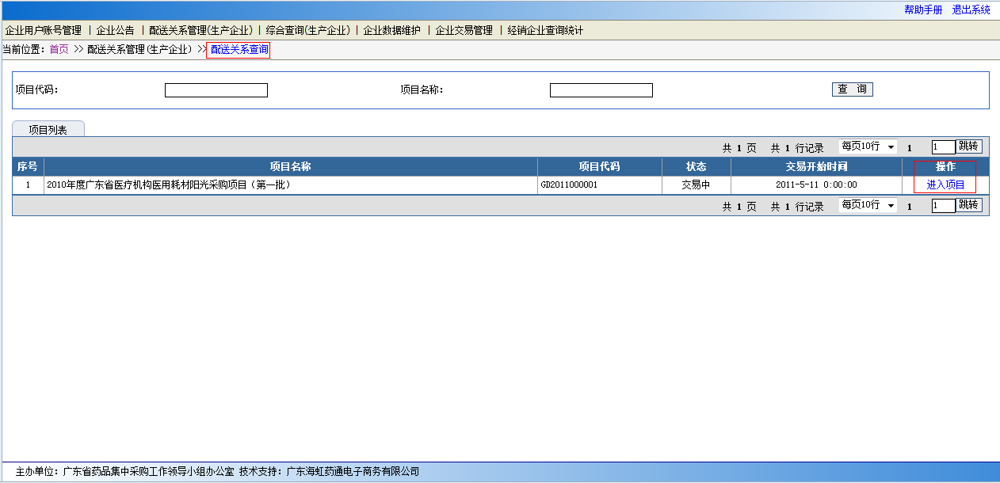 帮助手册 退出系统
企业用户账号管理 | 企业公告 | 配送关系管理(生产企业) | 综合查询(生产企业) | 企业数据维护 | 企业交易管理 | 经销企业查询统计
当前位置：首页 >> 配送关系管理(生产企业) >> 配送关系查询
项目代码: 项目名称: 查 询
项目列表
共 1 页 共 1 行记录 每页10行 1 1 跳转
序号 项目名称 项目代码 状态 交易开始时间 操作
1 2010年度广东省医疗机构医用耗材阳光采购项目（第一批） GD2011000001 交易中 2011-5-11 0:00:00 进入项目
共 1 页 共 1 行记录 每页10行 1 1 跳转
主办单位：广东省药品集中采购工作领导小组办公室 技术支持：广东海虹药通电子商务有限公司